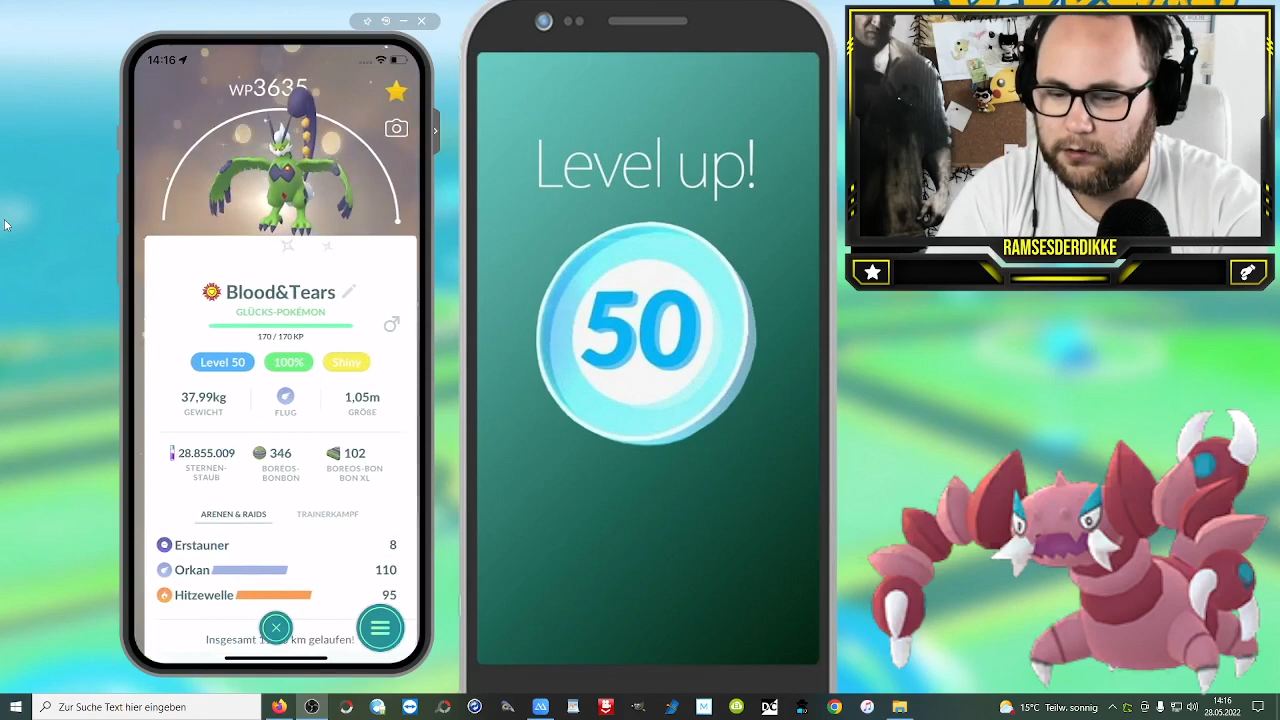 14:16
WP3635
Blood&Tears
GLÜCKS-POKÉMON
170 / 170 KP
Level 50
100%
Shiny
37,99kg
GEWICHT
FLUG
1,05m
GRÖßE
28.855.009
STERNEN-
STAUB
346
BOREOS-
BONBON
102
BOREOS-BON
BON XL
ARENEN & RAIDS
TRAINERKAMPF
Erstauner 8
Orkan 110
Hitzewelle 95
Insgesamt
km gelaufen!
Level up!
50
RAMSESDERDIKKE
Zur Suche Text hier eingeben
15°C Windig, sonnig
14:16
28.05.2022